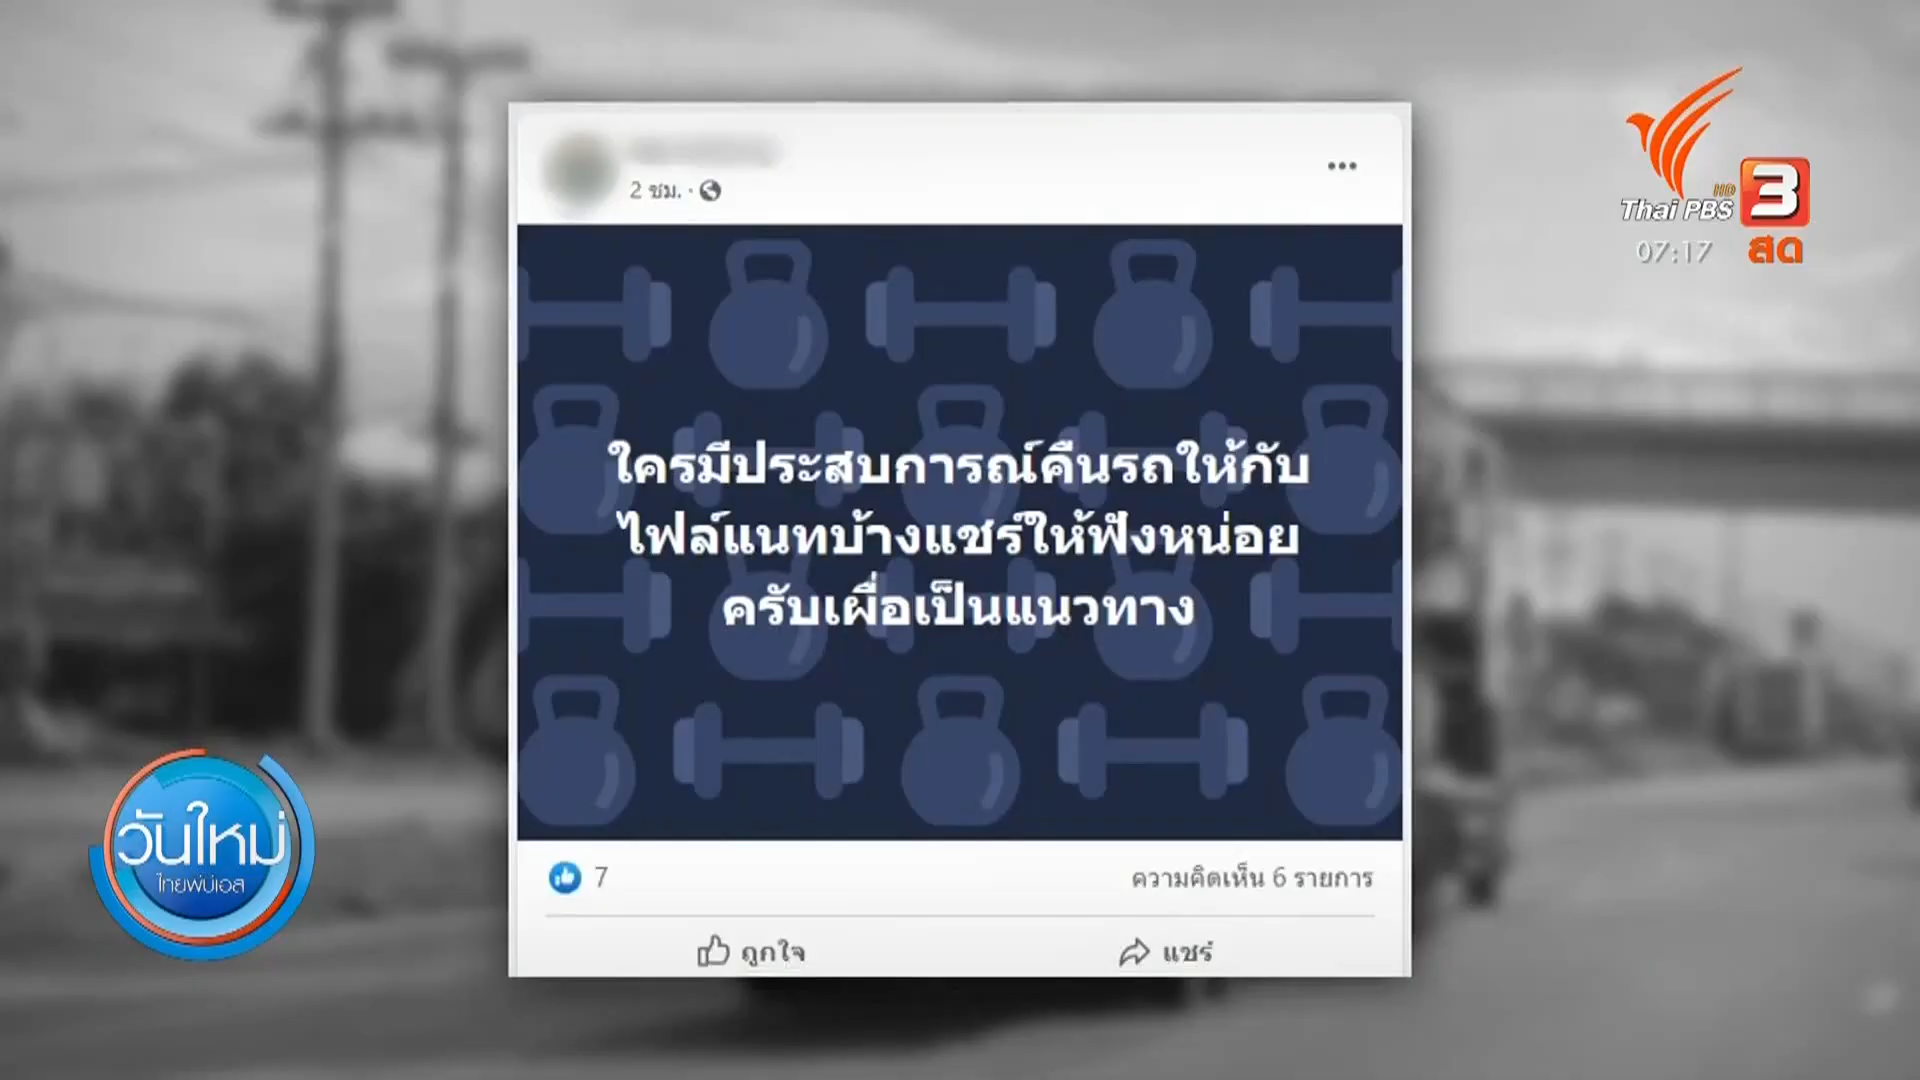 2 ชม. ·
ใครมีประสบการณ์คืนรถให้กับ
ไฟล์แนทบ้างแชร์ให้ฟังหน่อย
ครับเผื่อเป็นแนวทาง
7
ความคิดเห็น 6 รายการ
ถูกใจ
แชร์
HD
Thai PBS 3
07:17 สด
วันใหม่
ไทยพีบีเอส